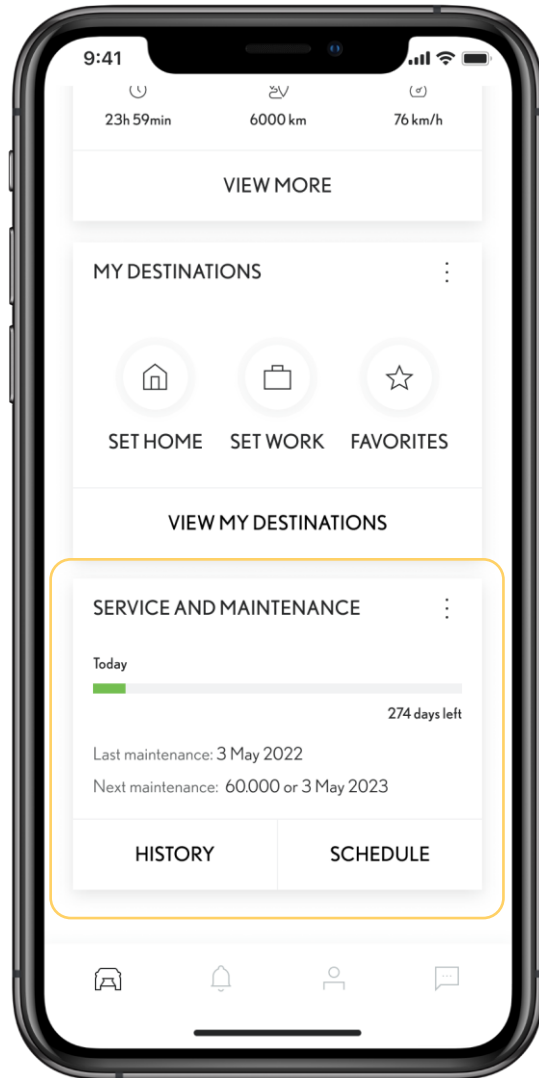 9:41
23h 59min 6000 km 76 km/h
VIEW MORE
MY DESTINATIONS
SET HOME SET WORK FAVORITES
VIEW MY DESTINATIONS
SERVICE AND MAINTENANCE
Today
274 days left
Last maintenance: 3 May 2022
Next maintenance: 60.000 or 3 May 2023
HISTORY SCHEDULE